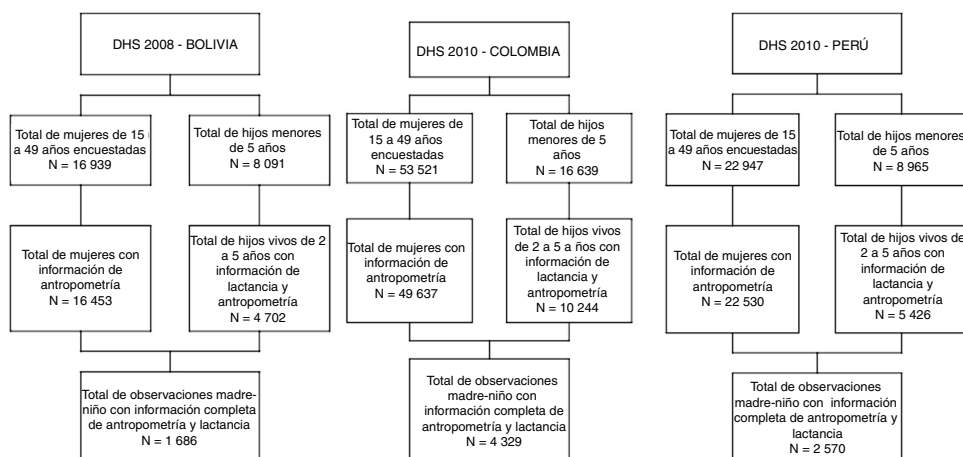 DHS 2008 - BOLIVIA
Total de mujeres de 15
a 49 años encuestadas
N = 16 939
Total de hijos menores
de 5 años
N = 8 091
Total de mujeres con
información de
antropometría
N = 16 453
Total de hijos vivos de 2
a 5 años con
información de
lactancia y
antropometría
N = 4 702
Total de observaciones madre-
niño con información completa
de antropometría y lactancia
N = 1 686
DHS 2010 - COLOMBIA
Total de mujeres de
15 a 49 años
encuestadas
N = 53 521
Total de hijos
menores de 5
años
N = 16 639
Total de mujeres con
información de
antropometría
N = 49 637
Total de hijos vivos
de 2 a 5 a ños con
información de
lactancia y
antropometría
N = 10 244
Total de observaciones
madre-niño con
información completa de
antropometría y lactancia
N = 4 329
DHS 2010 - PERÚ
Total de mujeres de 15
a 49 años encuestadas
N = 22 947
Total de hijos menores
de 5 años
N = 8 965
Total de mujeres con
información de
antropometría
N = 22 530
Total de hijos vivos de
2 a 5 años con
información de
lactancia y
antropometría
N = 5 426
Total de observaciones
madre-niño con  información
completa de antropometría y
lactancia
N = 2 570